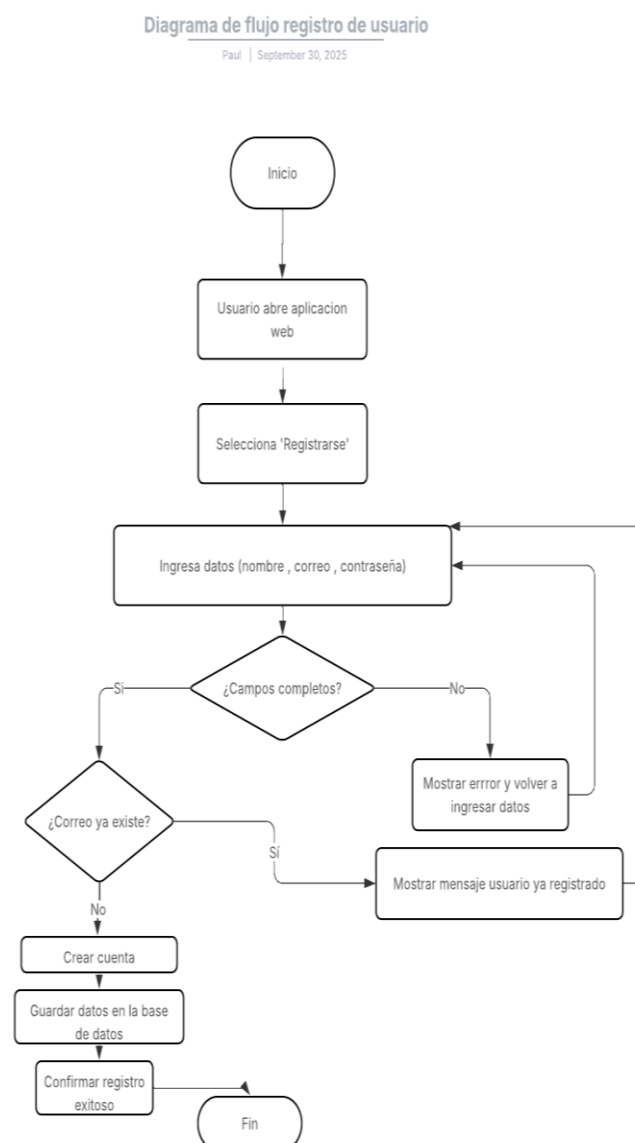 Diagrama de flujo registro de usuario
Paul | September 30, 2025
Inicio
Usuario abre aplicacion
web
Selecciona 'Registrarse'
Ingresa datos (nombre , correo , contraseña)
¿Campos completos?
Sí
No
Mostrar errror y volver a
ingresar datos
¿Correo ya existe?
Sí
Mostrar mensaje usuario ya registrado
No
Crear cuenta
Guardar datos en la base
de datos
Confirmar registro
exitoso
Fin